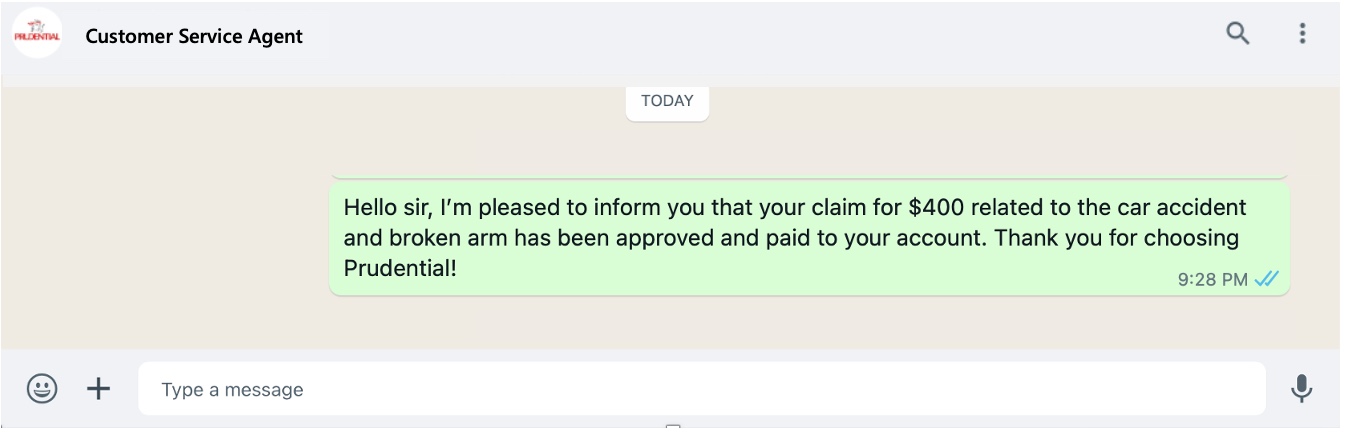 PRUDENTIAL
Customer Service Agent
TODAY
Hello sir, I’m pleased to inform you that your claim for $400 related to the car accident
and broken arm has been approved and paid to your account. Thank you for choosing
Prudential!
9:28 PM
Type a message